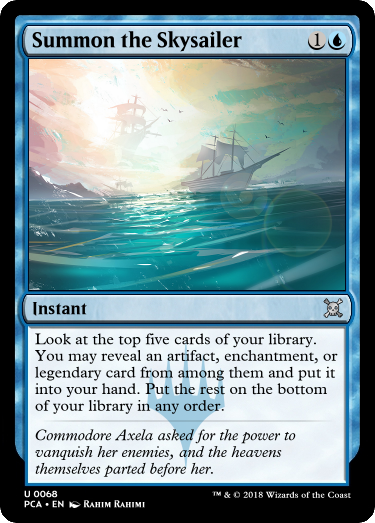 Summon the Skysailer 1
Instant
Look at the top five cards of your library.
You may reveal an artifact, enchantment, or
legendary card from among them and put it
into your hand. Put the rest on the bottom
of your library in any order.
Commodore Axela asked for the power to
vanquish her enemies, and the heavens
themselves parted before her.
U 0068
PCA • EN Rahim Rahimi
™ & © 2018 Wizards of the Coast